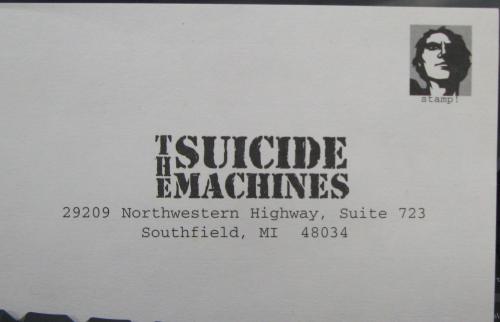 stamp!
THE SUICIDE
MACHINES
29209 Northwestern Highway, Suite 723
Southfield, MI 48034